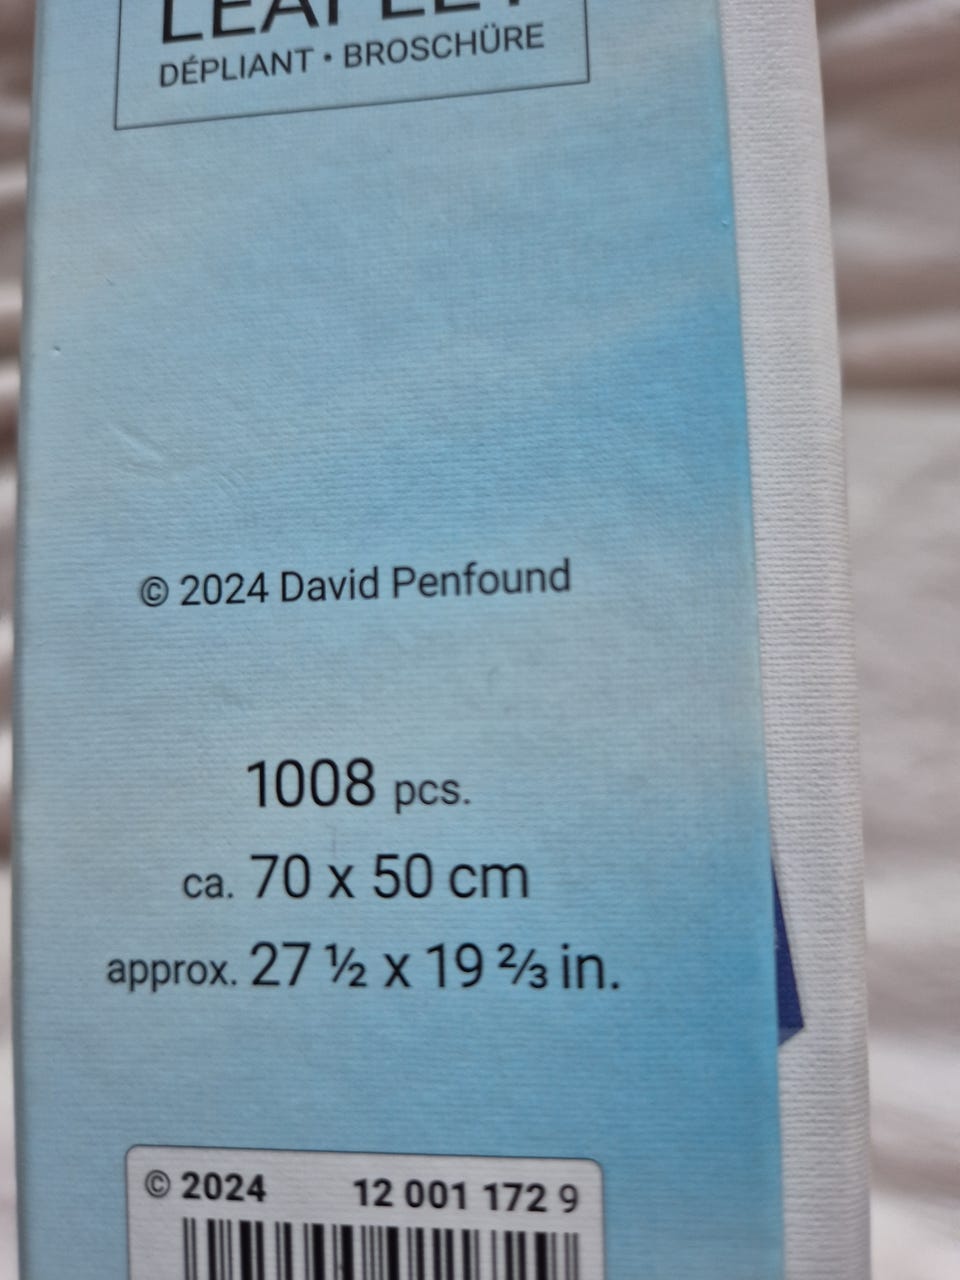 LEAFLET
DÉPLIANT • BROSCHÜRE
© 2024 David Penfound
1008 pcs.
ca. 70 x 50 cm
approx. 27 ½ x 19 ⅔ in.
© 2024 12 001 172 9